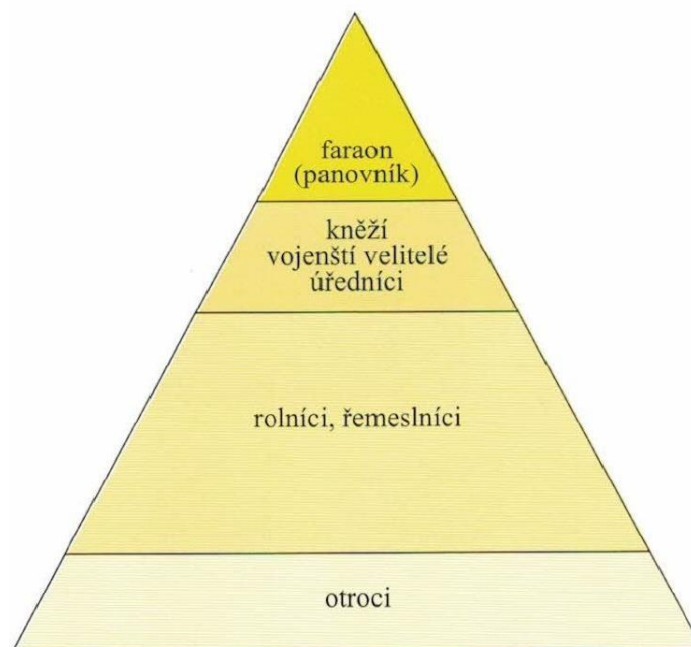 faraon
(panovník)
kněží
vojenští velitelé
úředníci
rolníci, řemeslníci
otroci